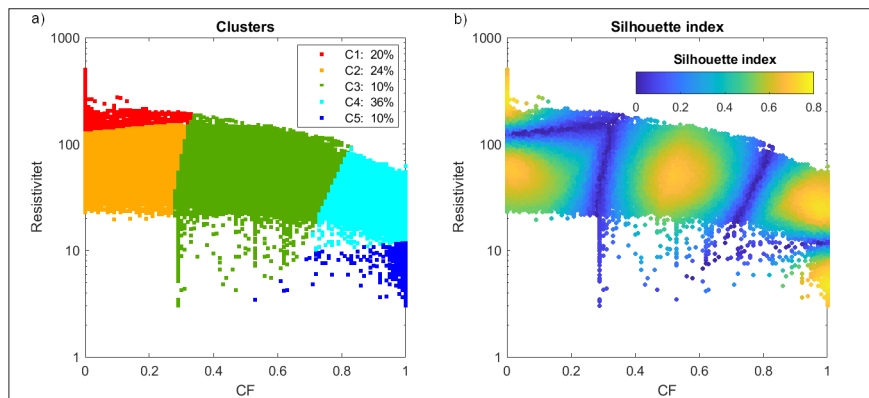 a)
Clusters
1000
100
10
1
Resistivitet
C1: 20%
C2: 24%
C3: 10%
C4: 36%
C5: 10%
0
0.2
0.4
0.6
0.8
1
CF
b)
Silhouette index
1000
100
10
1
Resistivitet
Silhouette index
0
0.2
0.4
0.6
0.8
0
0.2
0.4
0.6
0.8
1
CF